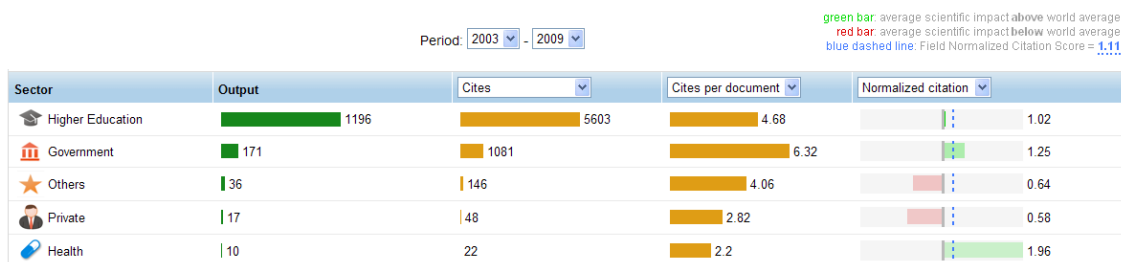 green bar: average scientific impact above world average
Period: 2003 - 2009
red bar: average scientific impact below world average
blue dashed line: Field Normalized Citation Score = 1.11
Sector Output Cites Cites per document Normalized citation
Higher Education 1196 5603 4.68 1.02
Government 171 1081 6.32 1.25
Others 36 146 4.06 0.64
Private 17 48 2.82 0.58
Health 10 22 2.2 1.96